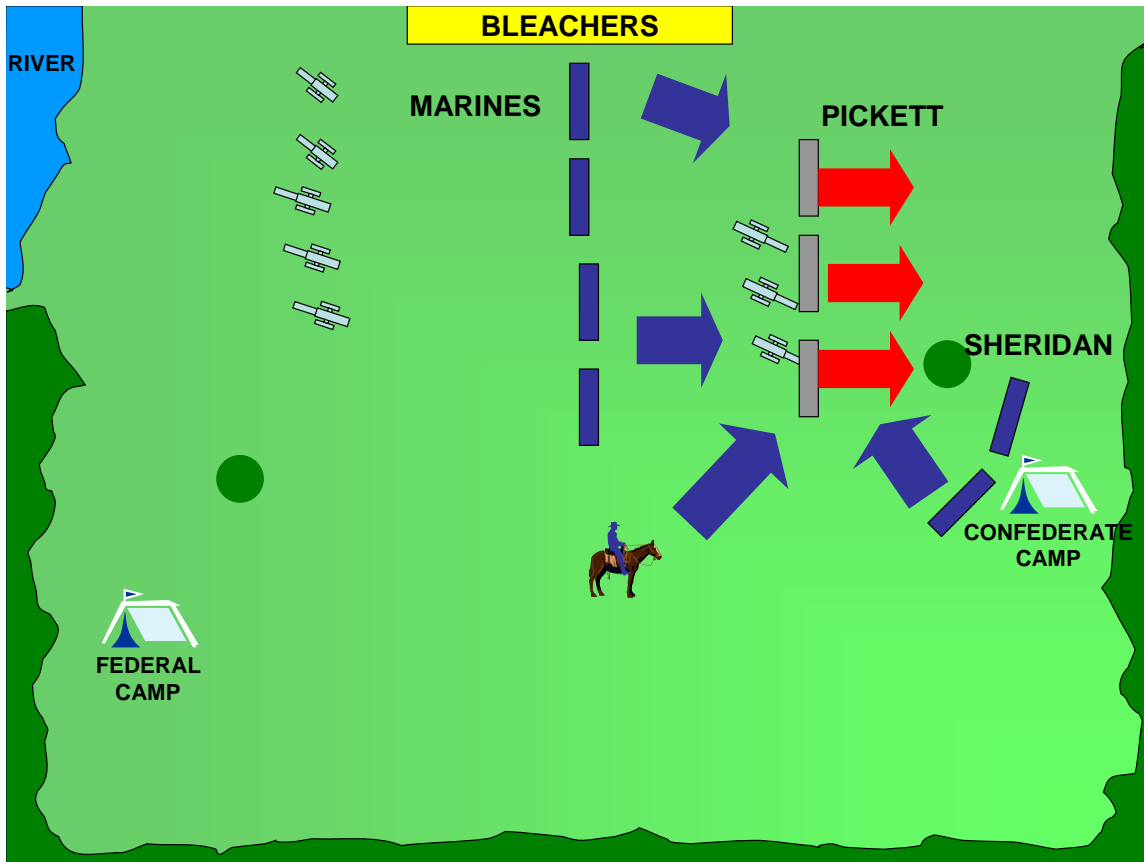 BLEACHERS
RIVER
MARINES
PICKETT
SHERIDAN
CONFEDERATE
CAMP
FEDERAL
CAMP